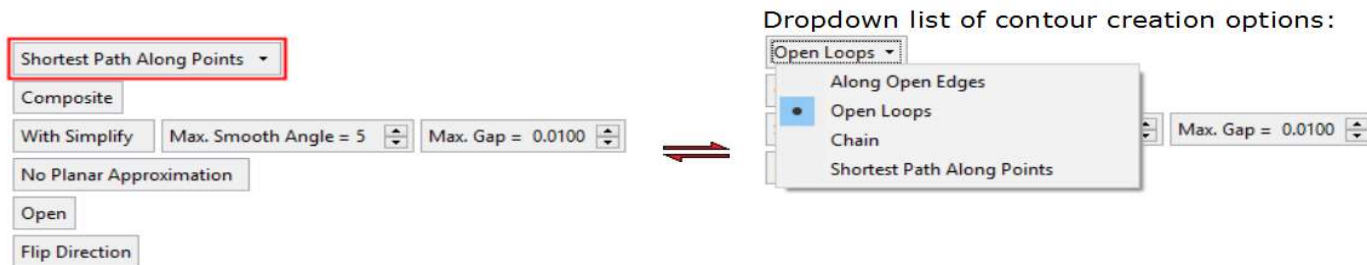 Dropdown list of contour creation options:
Shortest Path Along Points
Composite
With Simplify Max. Smooth Angle = 5 Max. Gap = 0.0100
No Planar Approximation
Open
Flip Direction
Open Loops
Along Open Edges
Open Loops
Chain
Shortest Path Along Points
Max. Gap = 0.0100